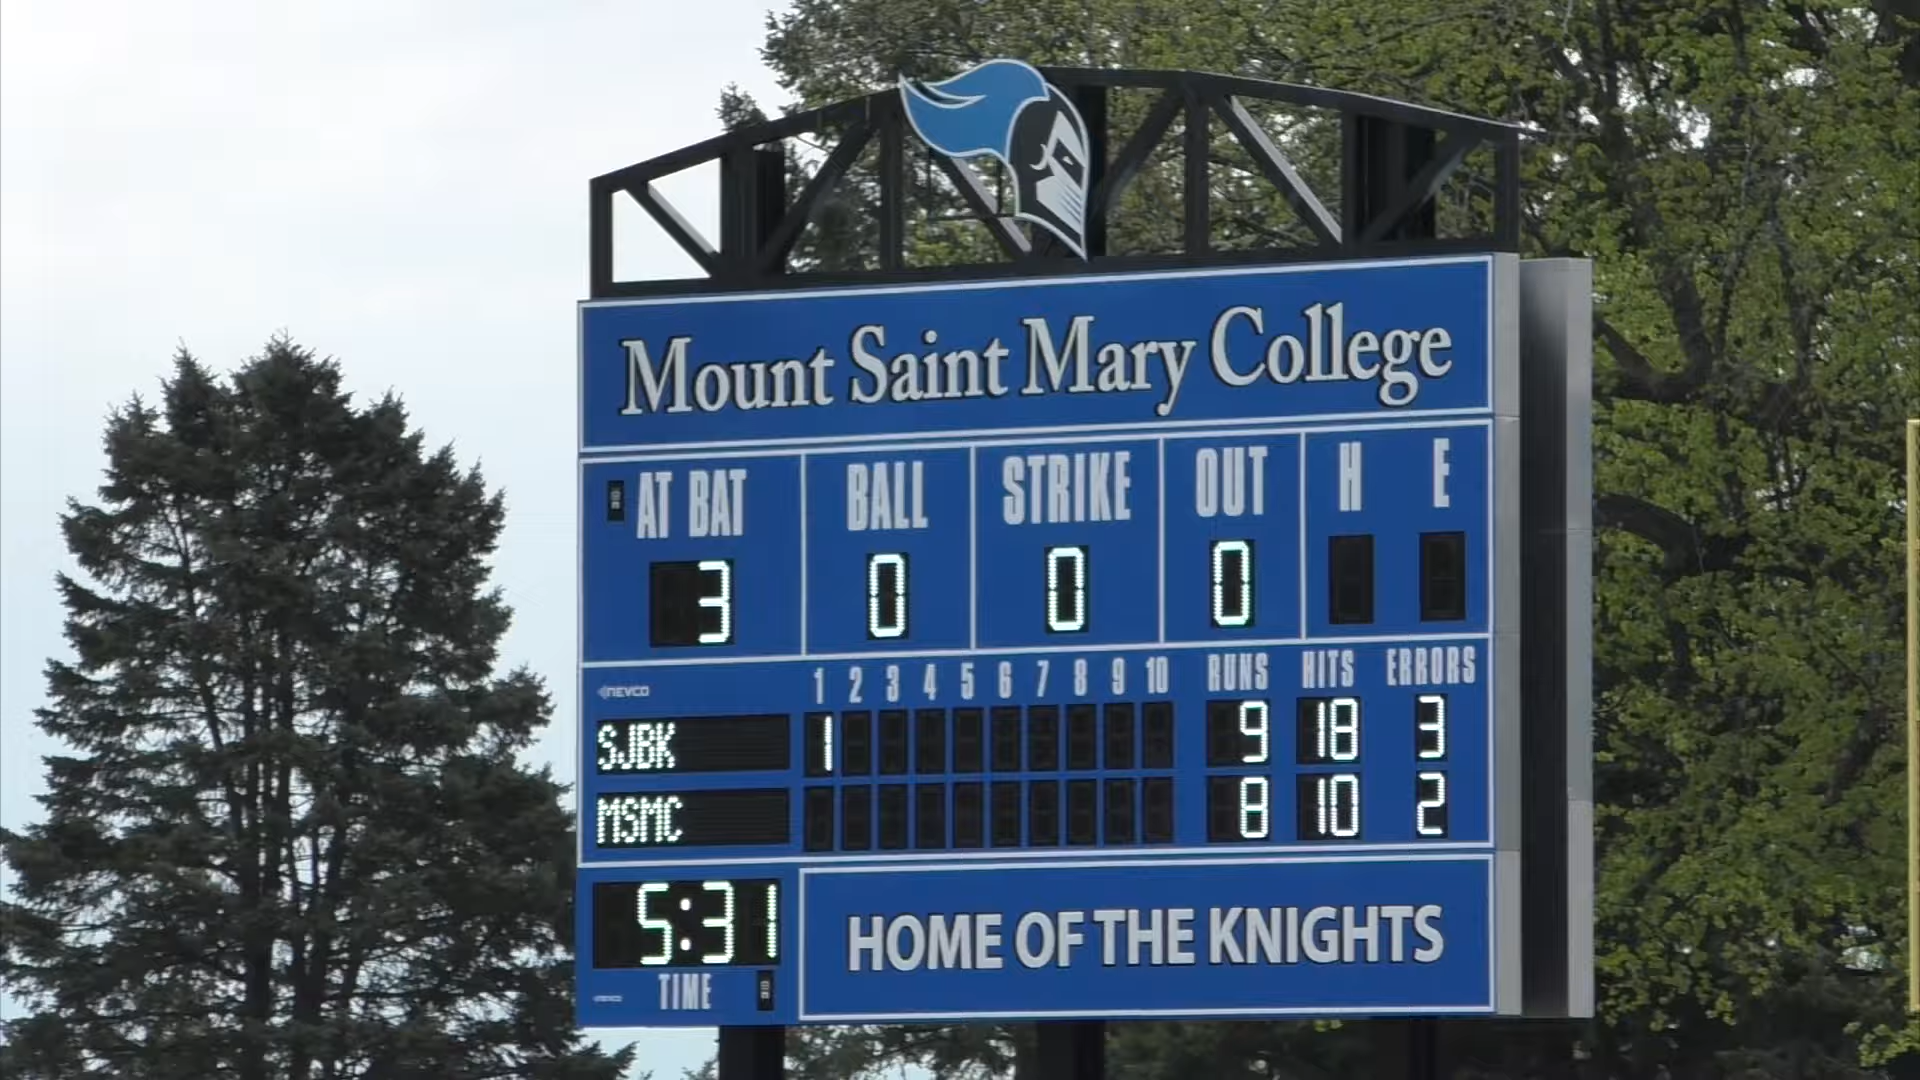 Mount Saint Mary College
AT BAT BALL STRIKE OUT H E
3 0 0 0
NEVCO 1 2 3 4 5 6 7 8 9 10 RUNS HITS ERRORS
SJBK 1 9 18 3
MSMC 8 10 2
5:31
TIME
HOME OF THE KNIGHTS